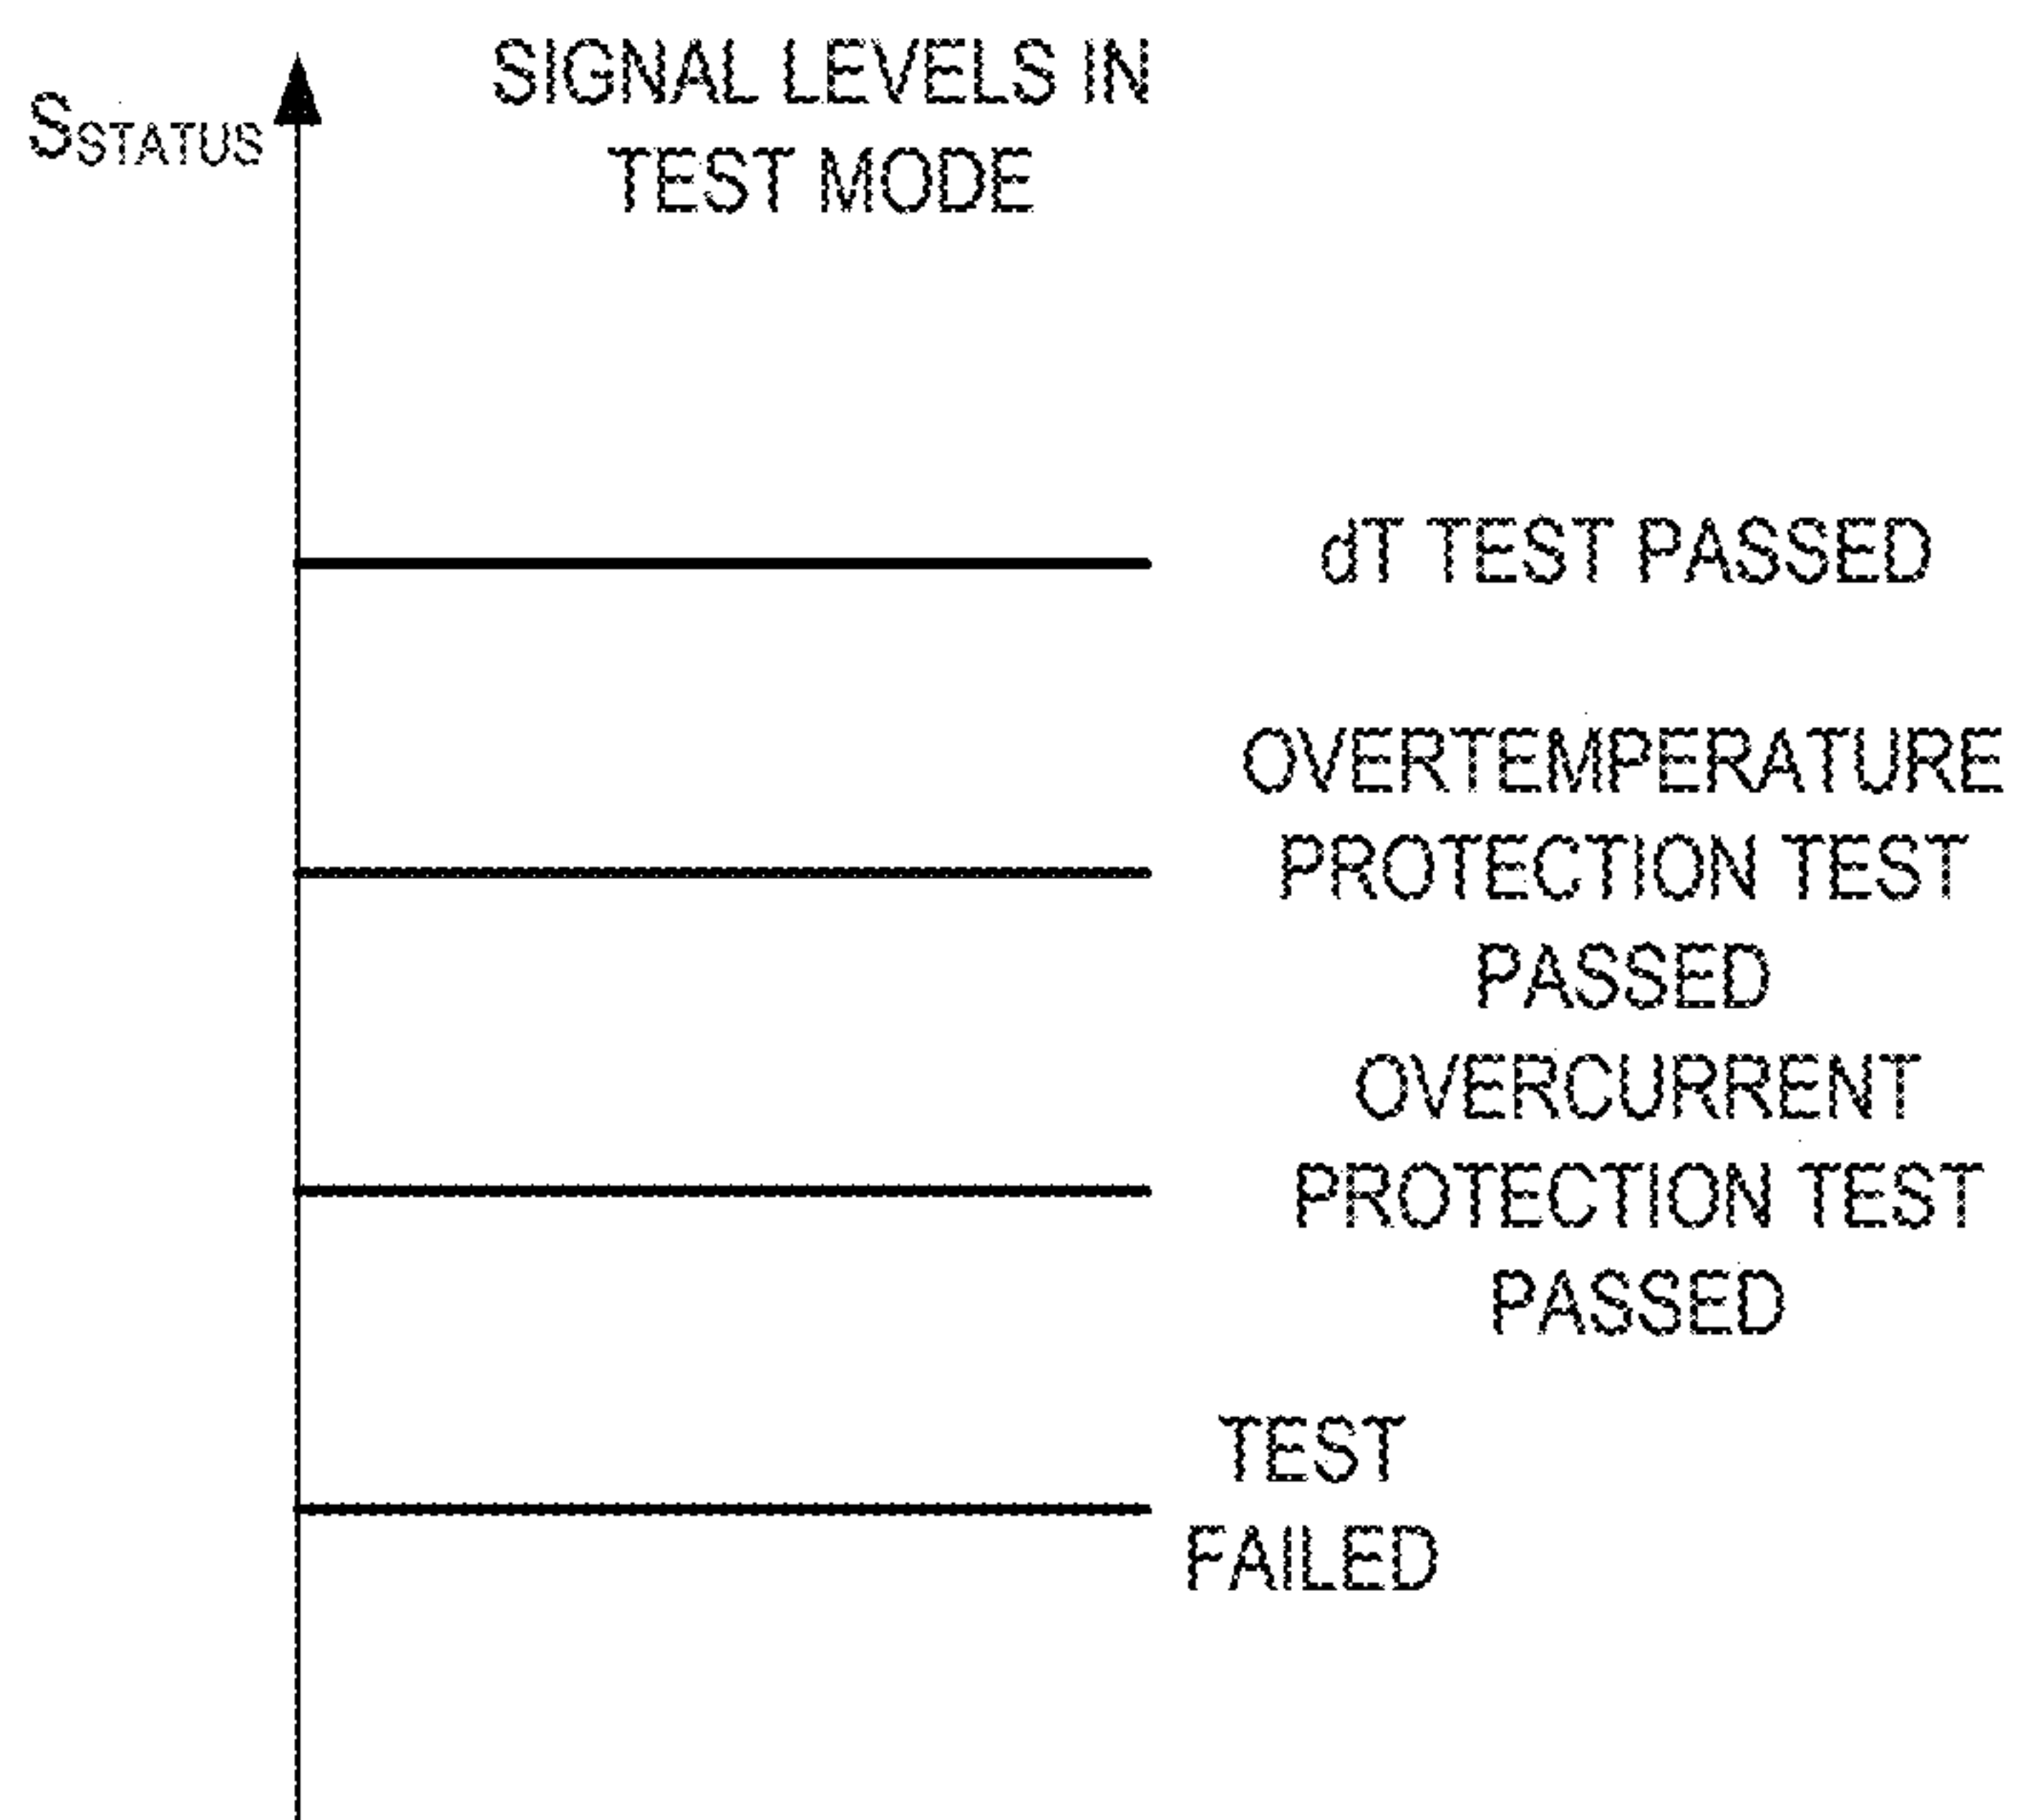 SIGNAL LEVELS IN
TEST MODE
SSTATUS
dT TEST PASSED
OVERTEMPERATURE
PROTECTION TEST
PASSED
OVERCURRENT
PROTECTION TEST
PASSED
TEST
FAILED